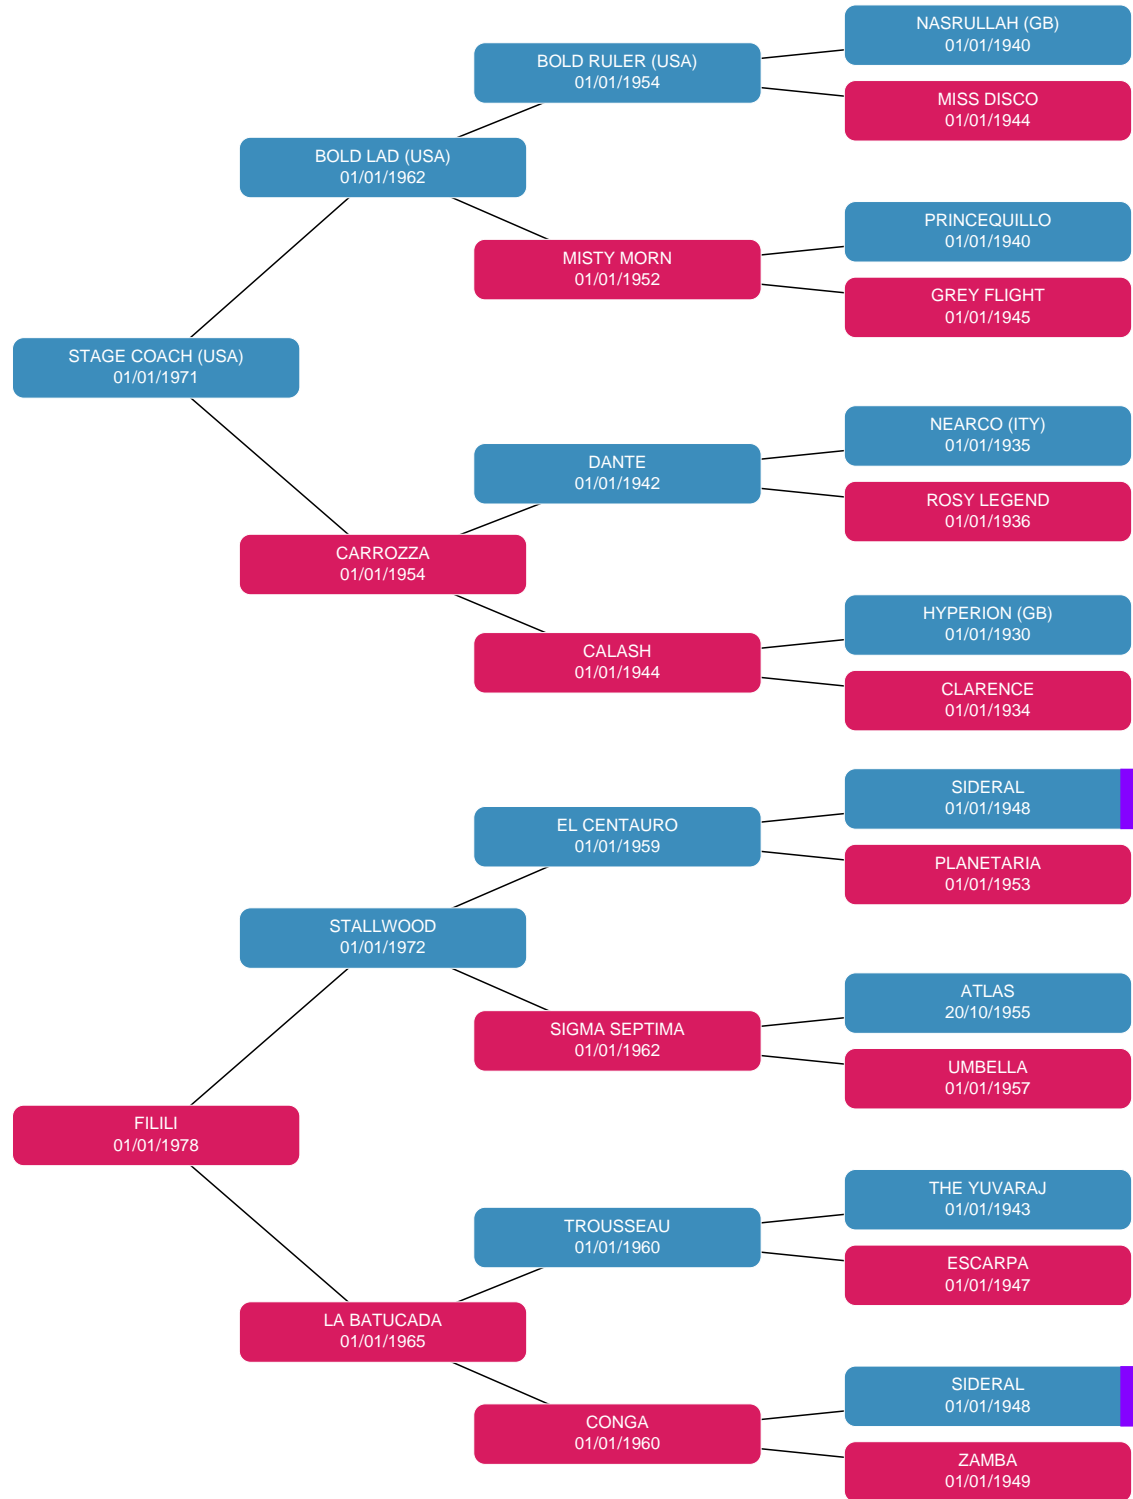 NASRULLAH (GB)
01/01/1940
BOLD RULER (USA)
01/01/1954
MISS DISCO
01/01/1944
BOLD LAD (USA)
01/01/1962
PRINCEQUILLO
01/01/1940
MISTY MORN
01/01/1952
GREY FLIGHT
01/01/1945
STAGE COACH (USA)
01/01/1971
NEARCO (ITY)
01/01/1935
DANTE
01/01/1942
ROSY LEGEND
01/01/1936
CARROZZA
01/01/1954
HYPERION (GB)
01/01/1930
CALASH
01/01/1944
CLARENCE
01/01/1934
SIDERAL
01/01/1948
EL CENTAURO
01/01/1959
PLANETARIA
01/01/1953
STALLWOOD
01/01/1972
ATLAS
20/10/1955
SIGMA SEPTIMA
01/01/1962
UMBELLA
01/01/1957
FILILI
01/01/1978
THE YUVARAJ
01/01/1943
TROUSSEAU
01/01/1960
ESCARPA
01/01/1947
LA BATUCADA
01/01/1965
SIDERAL
01/01/1948
CONGA
01/01/1960
ZAMBA
01/01/1949